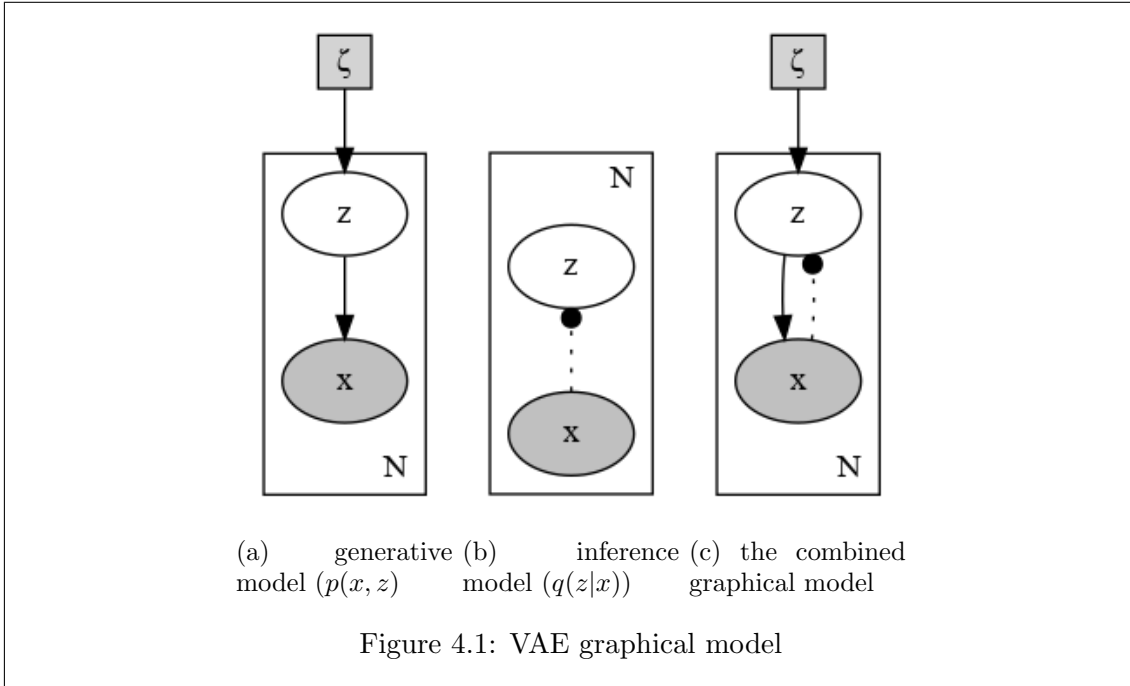 ζ
z
x
N
N
z
x
ζ
z
x
N
(a) generative model (p(x, z)
(b) inference model (q(z|x))
(c) the combined graphical model
Figure 4.1: VAE graphical model